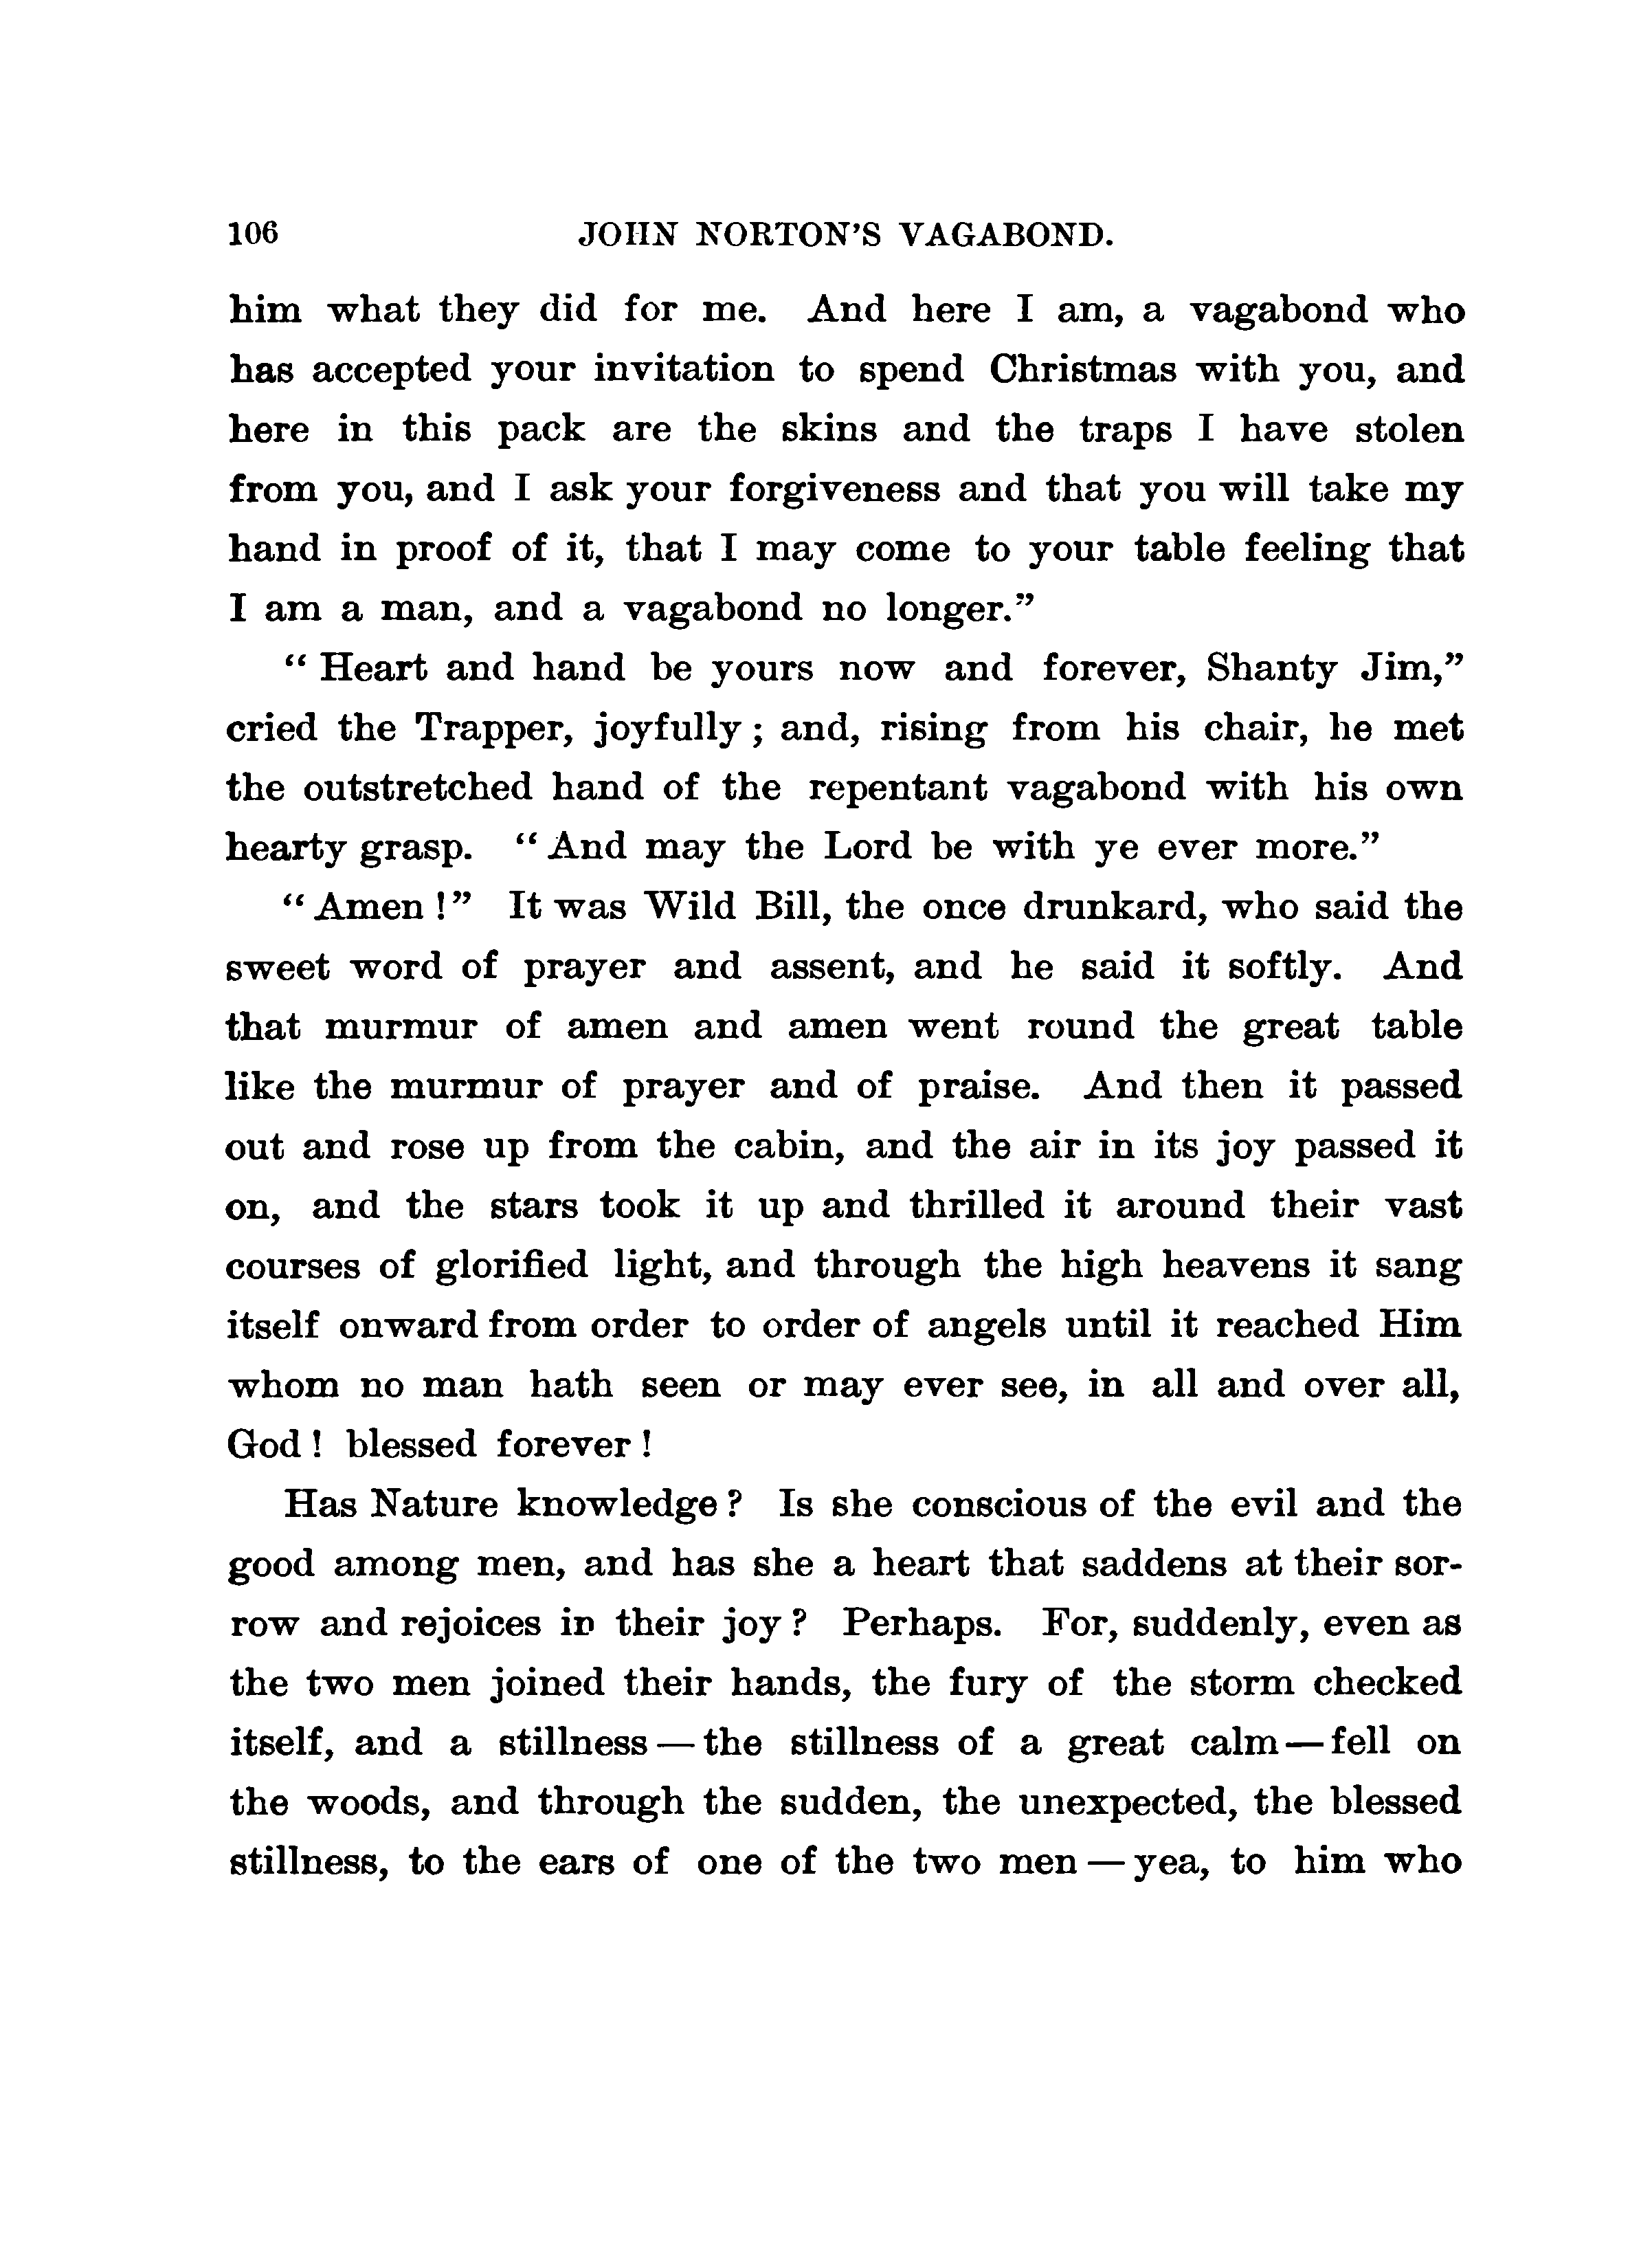 106 JOHN NORTON'S VAGABOND.
him what they did for me. And here I am, a vagabond who
has accepted your invitation to spend Christmas with you, and
here in this pack are the skins and the traps I have stolen
from you, and I ask your forgiveness and that you will take my
hand in proof of it, that I may come to your table feeling that
I am a man, and a vagabond no longer.”
“ Heart and hand be yours now and forever, Shanty Jim,”
cried the Trapper, joyfully ; and, rising from his chair, he met
the outstretched hand of the repentant vagabond with his own
hearty grasp. “ And may the Lord be with ye ever more.”
“ Amen !” It was Wild Bill, the once drunkard, who said the
sweet word of prayer and assent, and he said it softly. And
that murmur of amen and amen went round the great table
like the murmur of prayer and of praise. And then it passed
out and rose up from the cabin, and the air in its joy passed it
on, and the stars took it up and thrilled it around their vast
courses of glorified light, and through the high heavens it sang
itself onward from order to order of angels until it reached Him
whom no man hath seen or may ever see, in all and over all,
God ! blessed forever !
Has Nature knowledge ? Is she conscious of the evil and the
good among men, and has she a heart that saddens at their sor-
row and rejoices in their joy ? Perhaps. For, suddenly, even as
the two men joined their hands, the fury of the storm checked
itself, and a stillness — the stillness of a great calm — fell on
the woods, and through the sudden, the unexpected, the blessed
stillness, to the ears of one of the two men — yea, to him who